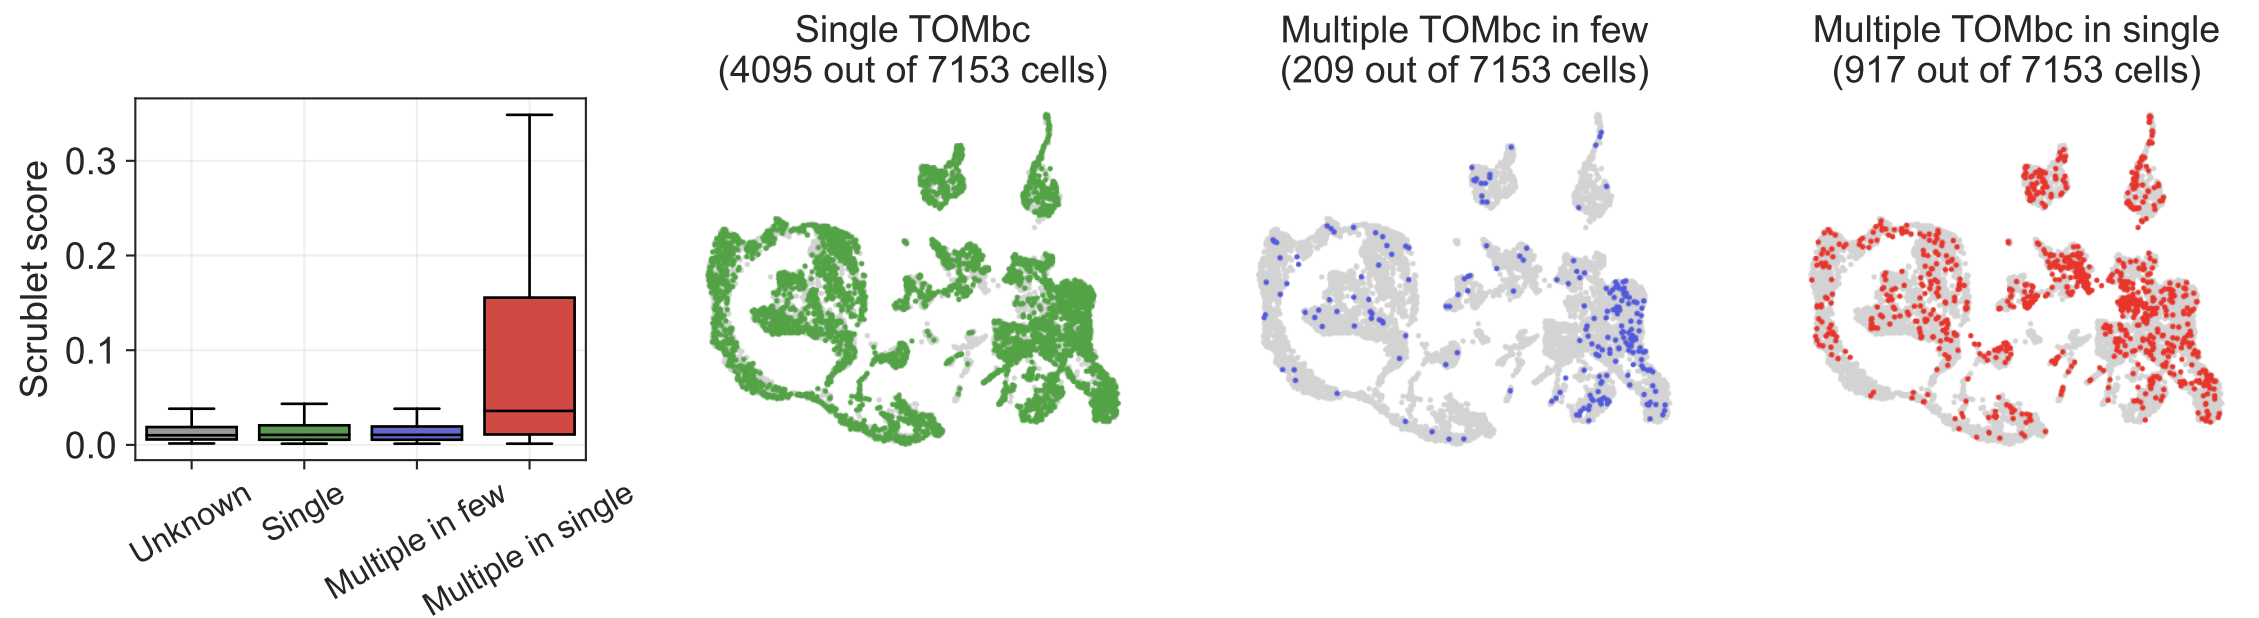 Single TOMbc
(4095 out of 7153 cells)
Multiple TOMbc in few
(209 out of 7153 cells)
Multiple TOMbc in single
(917 out of 7153 cells)
Scrublet score
0.3
0.2
0.1
0.0
Unknown
Single
Multiple in few
Multiple in single